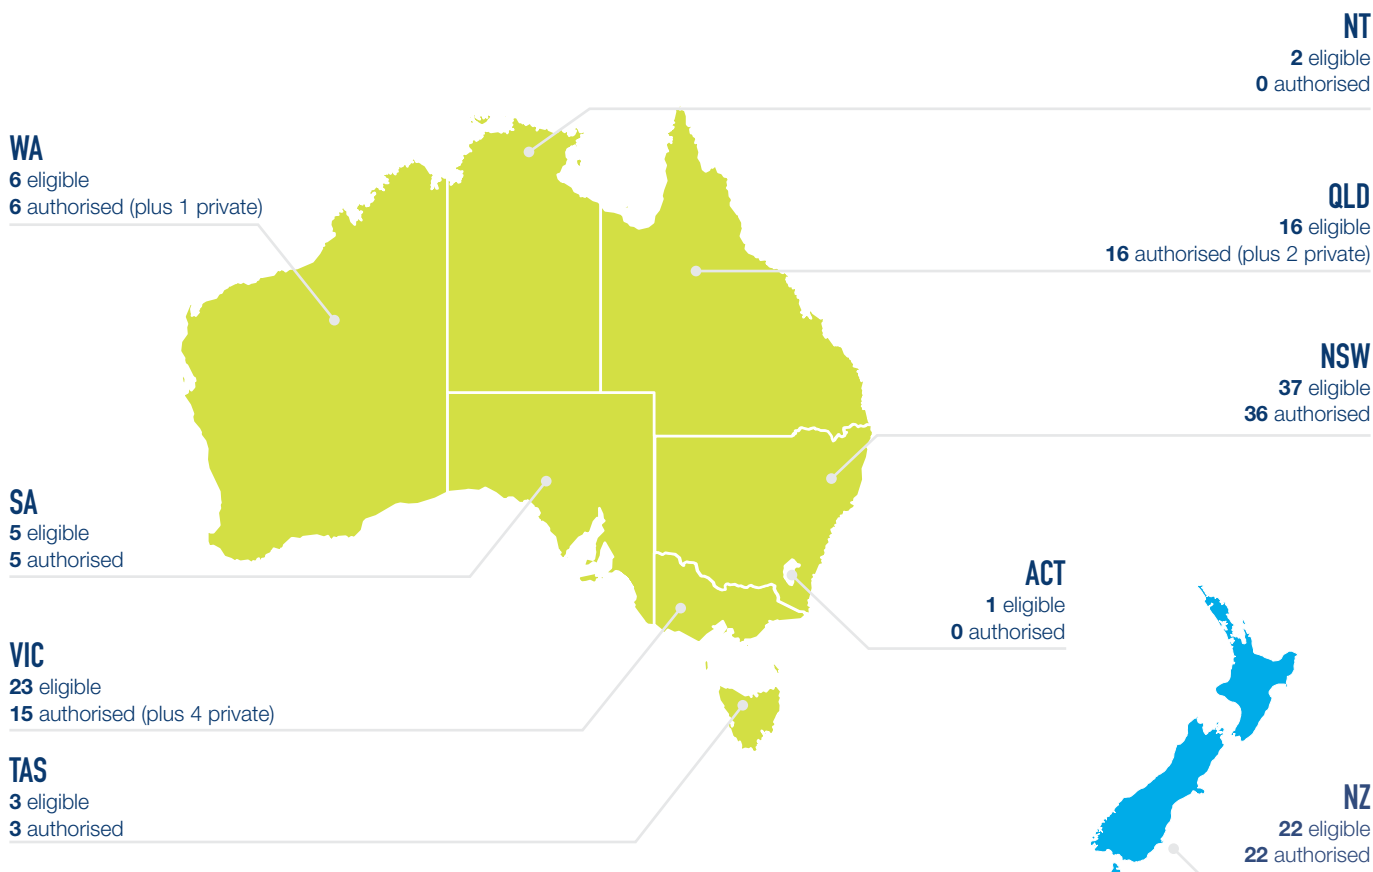 NT
2 eligible
0 authorised
WA
6 eligible
6 authorised (plus 1 private)
QLD
16 eligible
16 authorised (plus 2 private)
NSW
37 eligible
36 authorised
SA
5 eligible
5 authorised
ACT
1 eligible
0 authorised
VIC
23 eligible
15 authorised (plus 4 private)
TAS
3 eligible
3 authorised
NZ
22 eligible
22 authorised